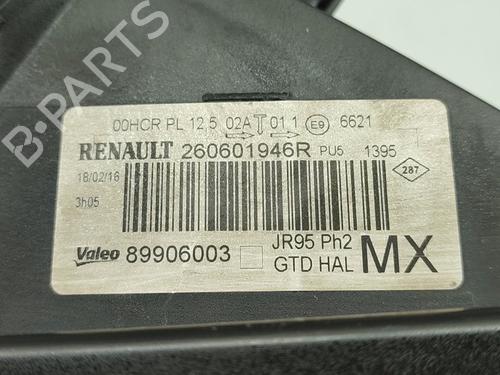 00HCR PL 12,5 02A T 01 1 E9 6621
RENAULT 260601946R PU5 1395
18/02/16
287
3h05
Valeo 89906003 JR95 Ph2
GTD HAL MX